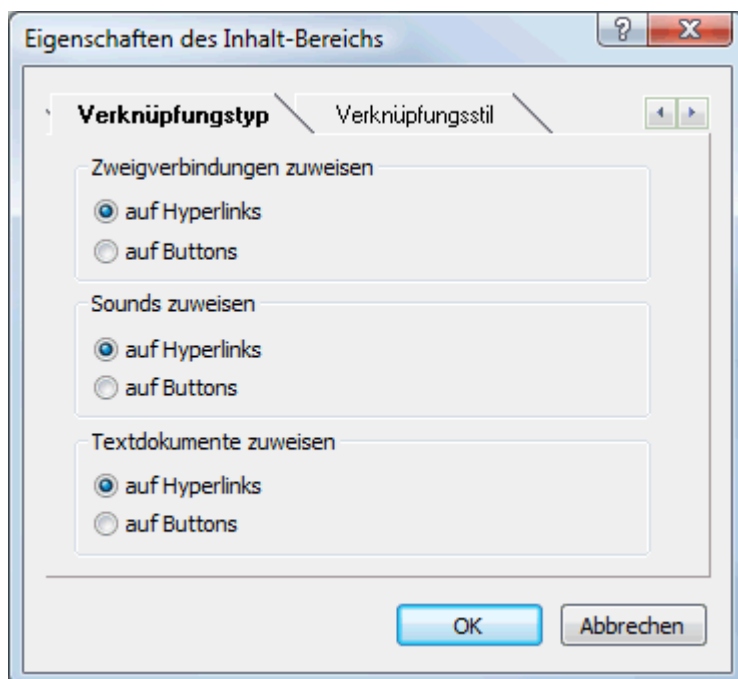 Eigenschaften des Inhalt-Bereichs
Verknüpfungstyp Verknüpfungsstil
Zweigverbindungen zuweisen
auf Hyperlinks
auf Buttons
Sounds zuweisen
auf Hyperlinks
auf Buttons
Textdokumente zuweisen
auf Hyperlinks
auf Buttons
OK Abbrechen